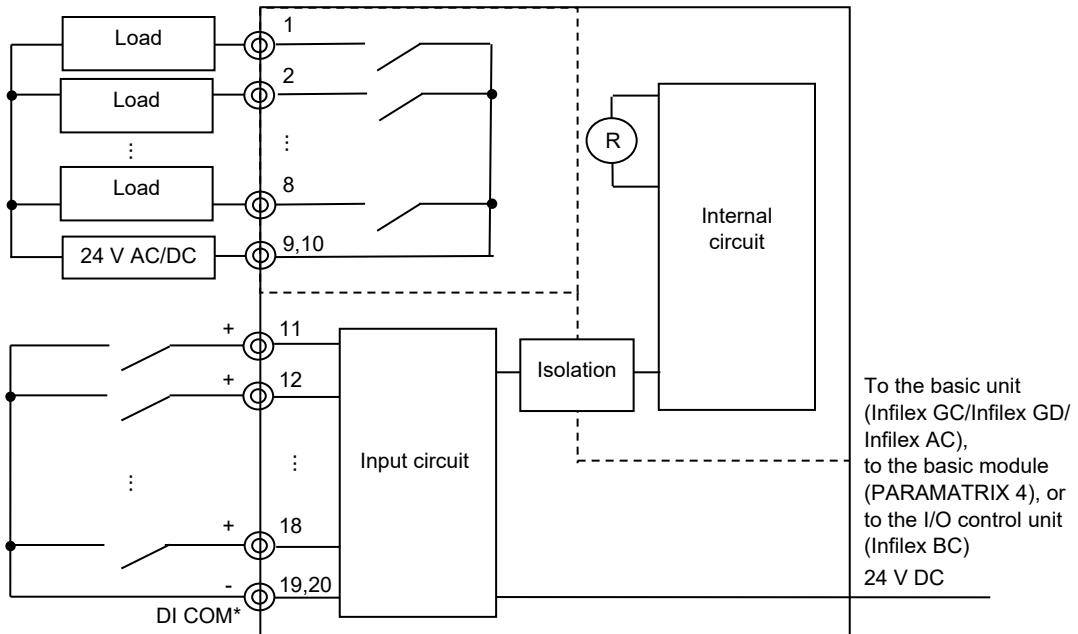 Load
1
Load
2
⋮
⋮
Load
8
24 V AC/DC
9,10
R
Internal
circuit
+
11
+
12
⋮
⋮
+
18
-
19,20
DI COM*
Input circuit
Isolation
To the basic unit
(Infilex GC/Infilex GD/
Infilex AC),
to the basic module
(PARAMATRIX 4), or
to the I/O control unit
(Infilex BC)
24 V DC